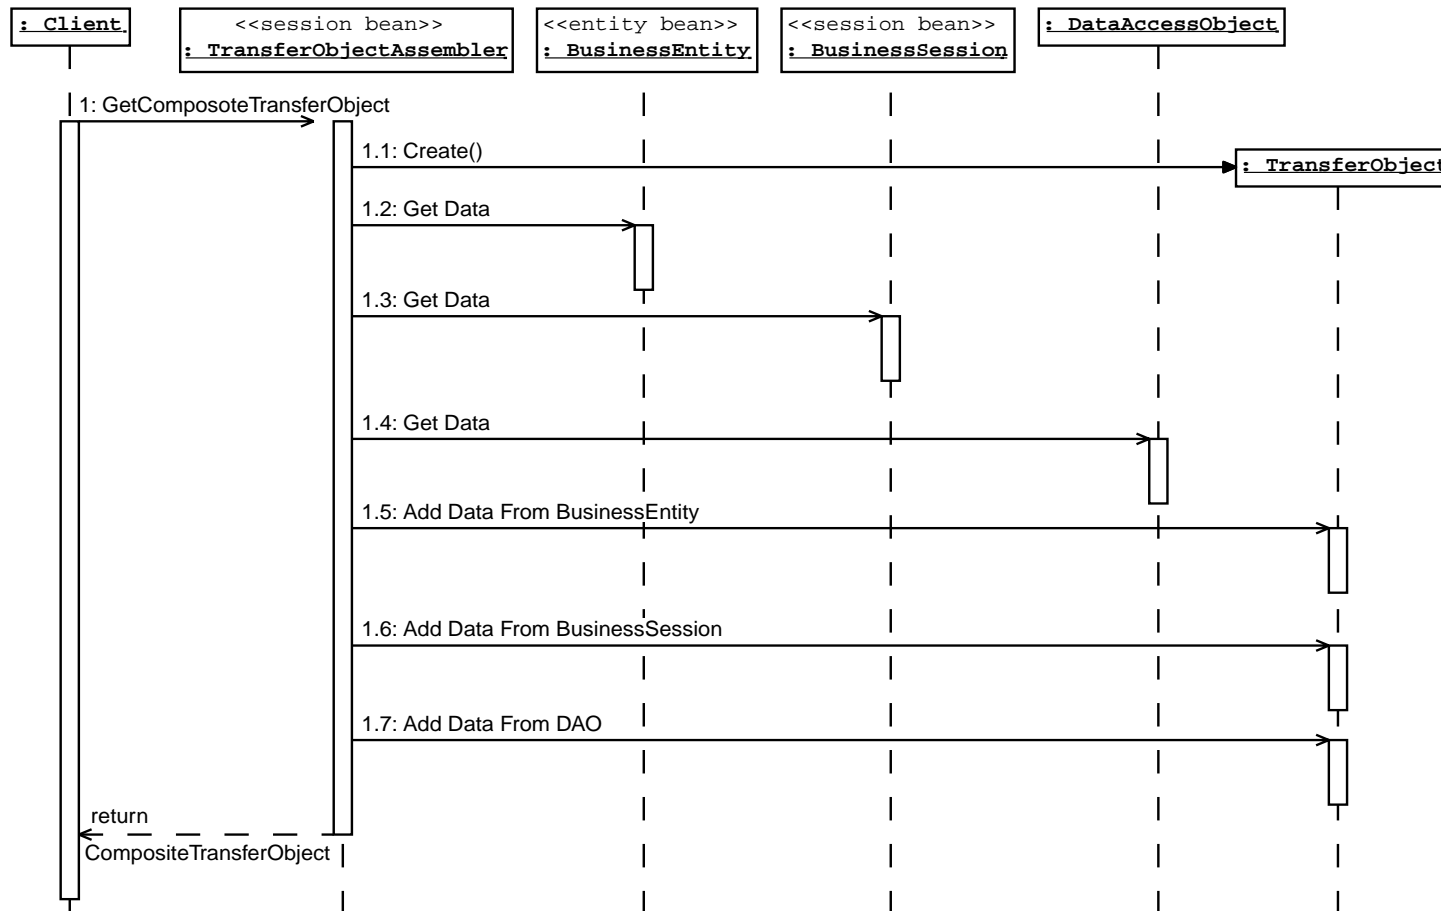 : Client
<<session bean>>
: TransferObjectAssembler
<<entity bean>>
: BusinessEntity
<<session bean>>
: BusinessSession
: DataAccessObject
1: GetComposoteTransferObject
1.1: Create()
: TransferObject
1.2: Get Data
1.3: Get Data
1.4: Get Data
1.5: Add Data From BusinessEntity
1.6: Add Data From BusinessSession
1.7: Add Data From DAO
return
CompositeTransferObject